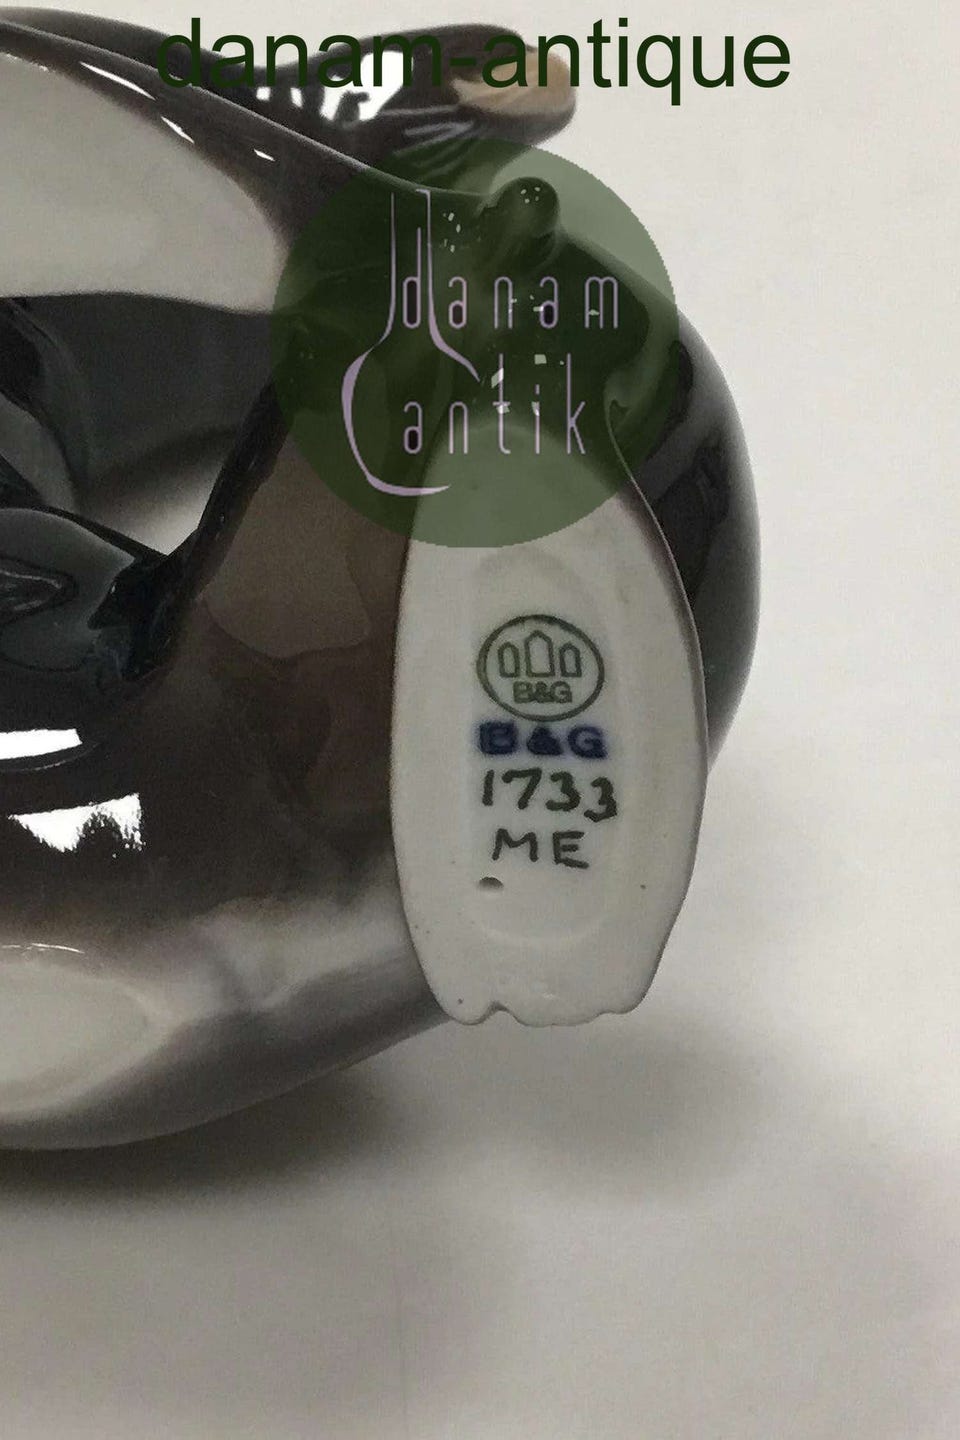 danam-antique
danam
antik
B&G
B&G
1733
ME